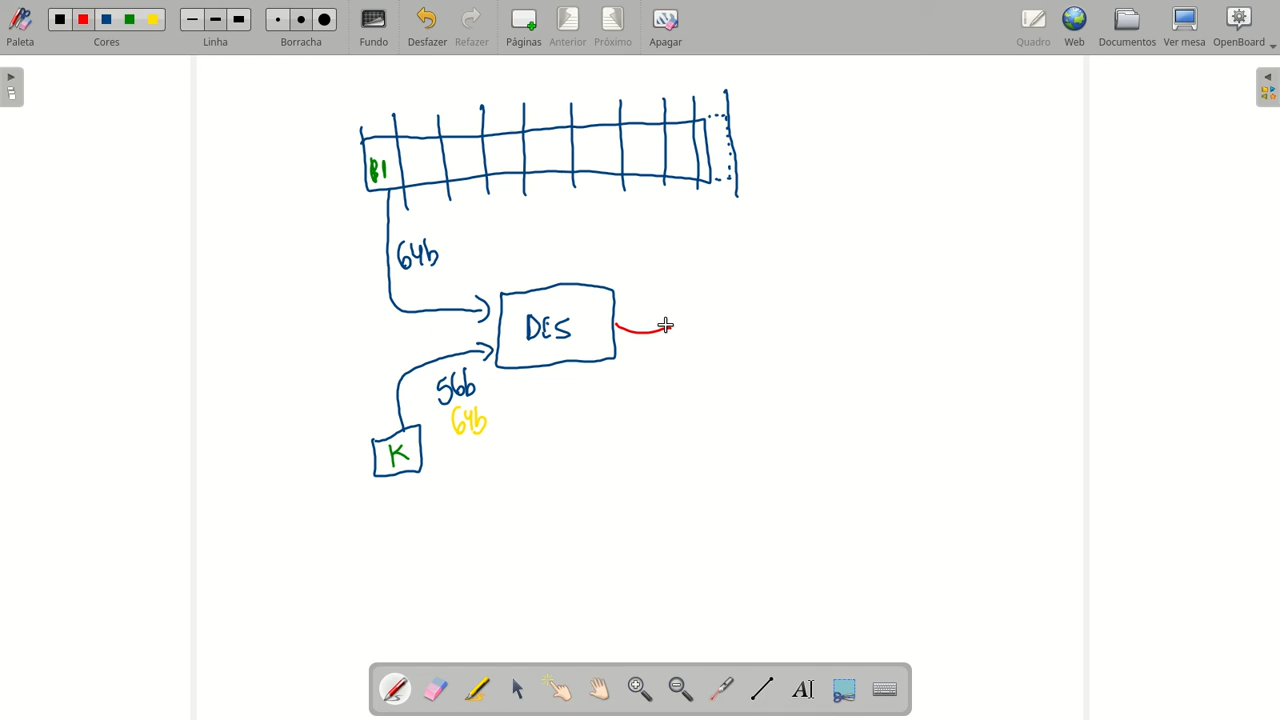 Paleta
Cores
Linha
Borracha
Fundo
Desfazer
Refazer
Páginas
Anterior
Próximo
Apagar
Quadro
Web
Documentos
Ver mesa
OpenBoard
B1
64b
DES
56b
64b
K
AI